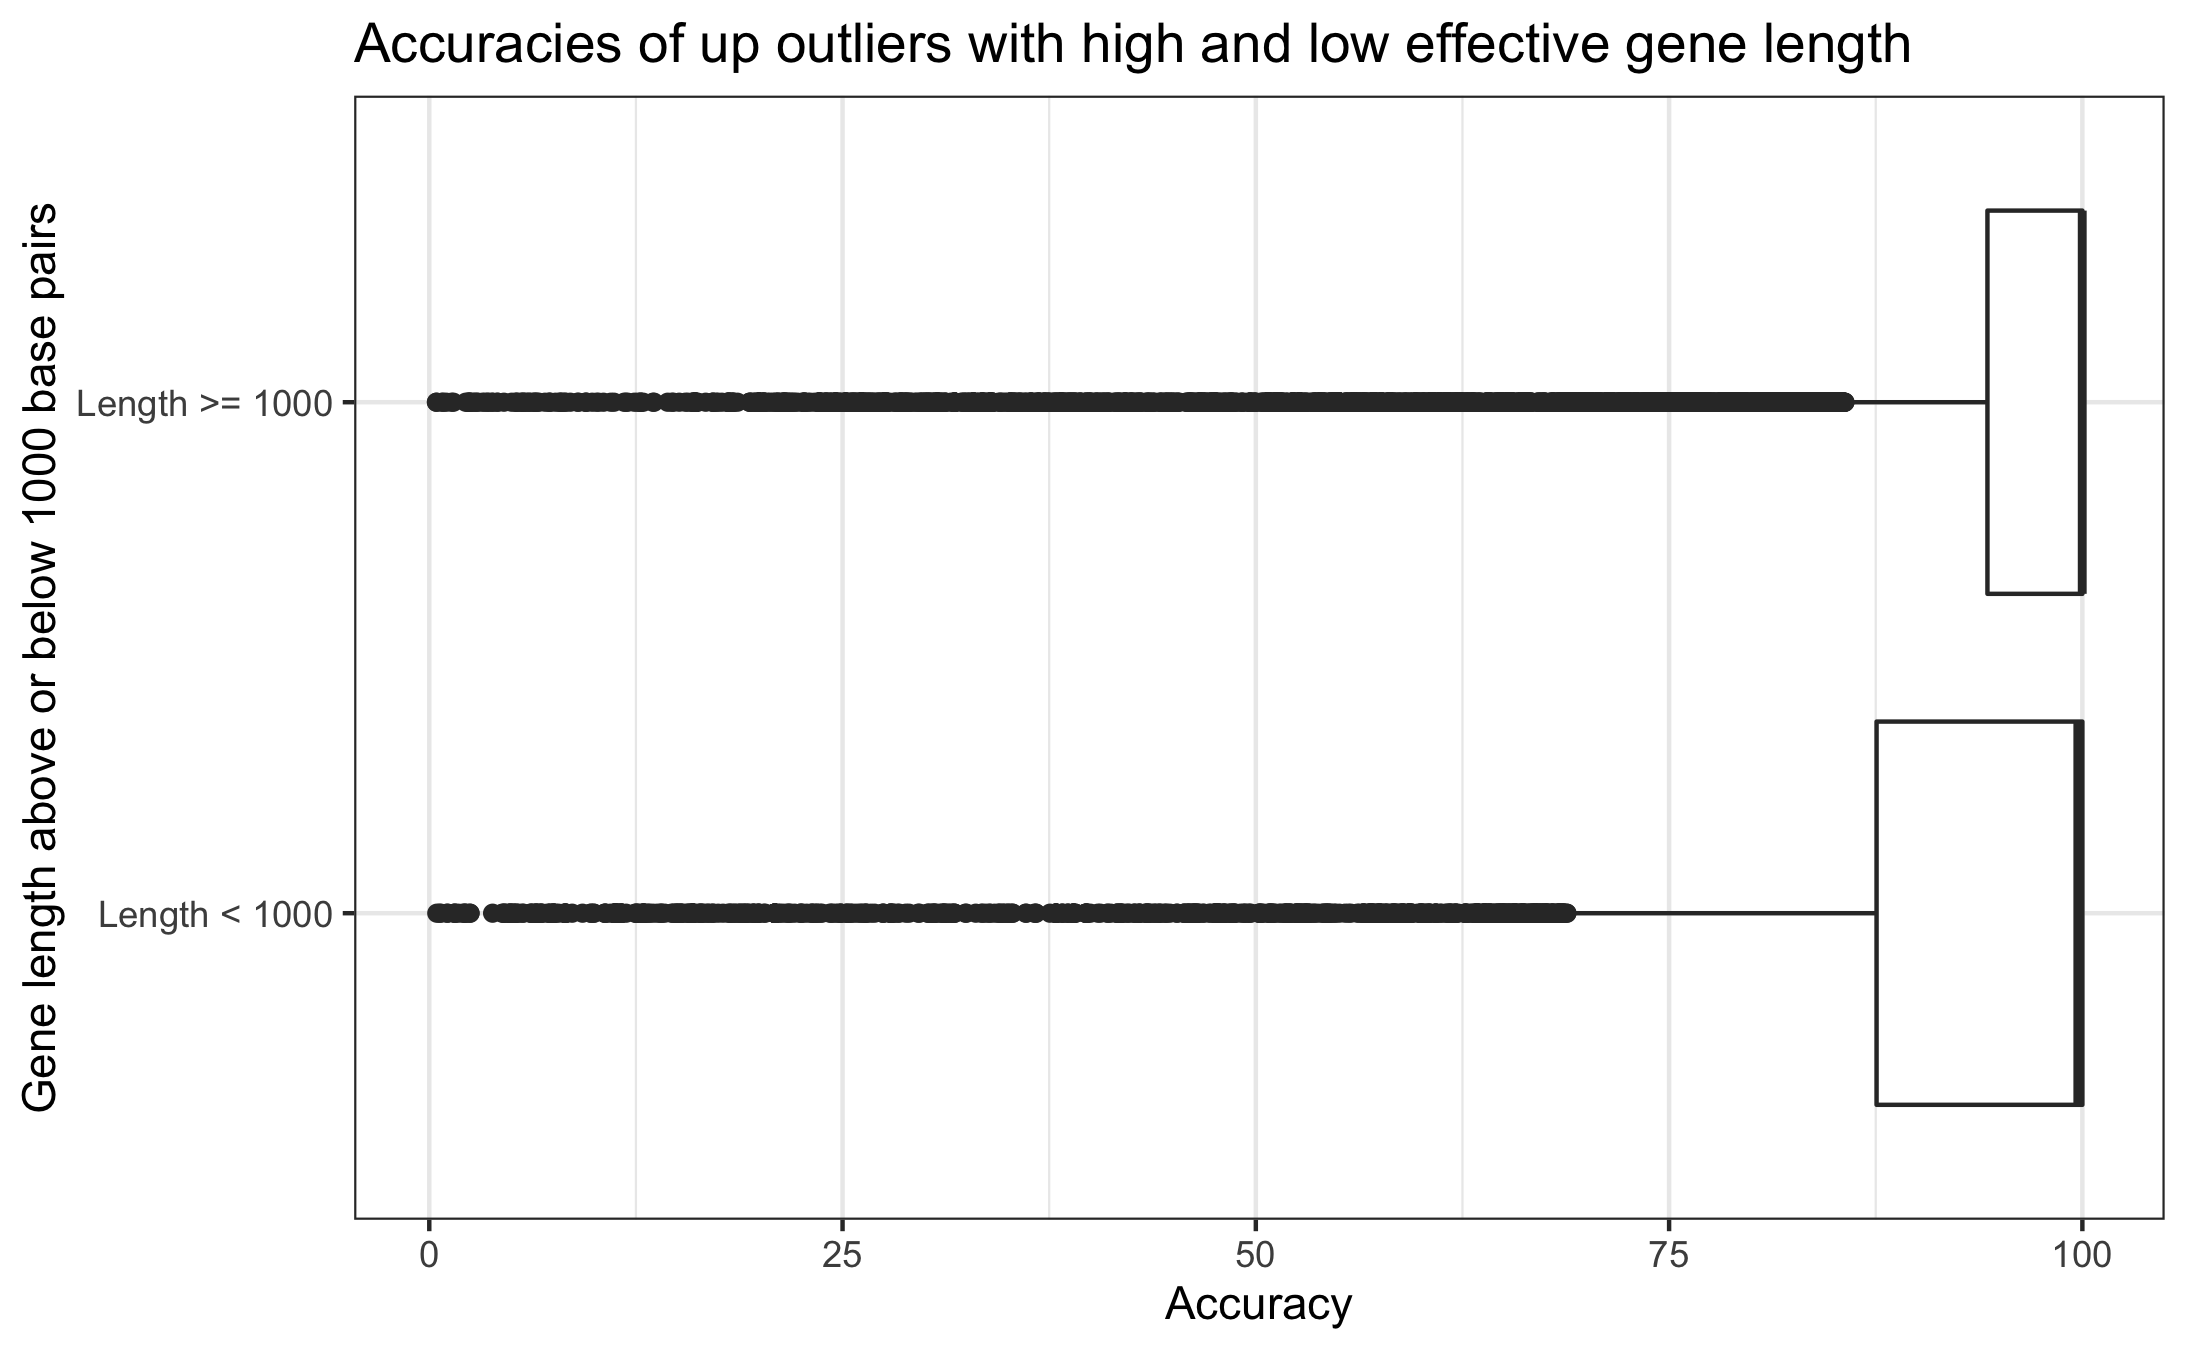 Accuracies of up outliers with high and low effective gene length
Gene length above or below 1000 base pairs
Length >= 1000
Length < 1000
0 25 50 75 100
Accuracy